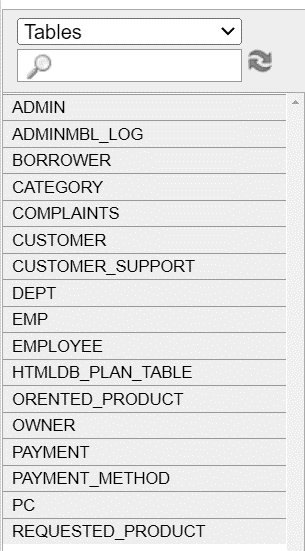 Tables
ADMIN
ADMINMBL_LOG
BORROWER
CATEGORY
COMPLAINTS
CUSTOMER
CUSTOMER_SUPPORT
DEPT
EMP
EMPLOYEE
HTMLDB_PLAN_TABLE
ORENTED_PRODUCT
OWNER
PAYMENT
PAYMENT_METHOD
PC
REQUESTED_PRODUCT